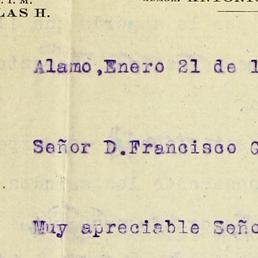 LAS H.
Alamo,Enero 21 de 1
Señor D.Francisco G
Muy apreciable Seño